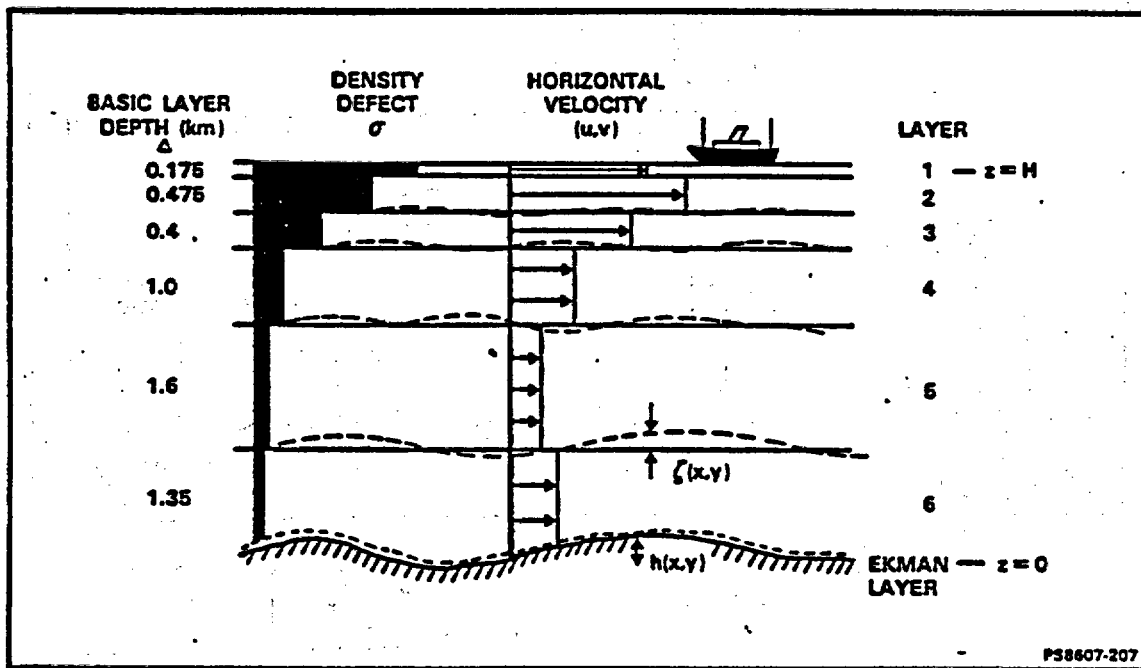 BASIC LAYER
DEPTH (km)
Δ
DENSITY
DEFECT
σ
HORIZONTAL
VELOCITY
(u,v)
LAYER
0.175
1 — z = H
0.475
2
0.4
3
1.0
4
1.6
5
ζ(x,y)
1.35
6
h(x,y)
EKMAN — z = 0
LAYER
PS8607-207